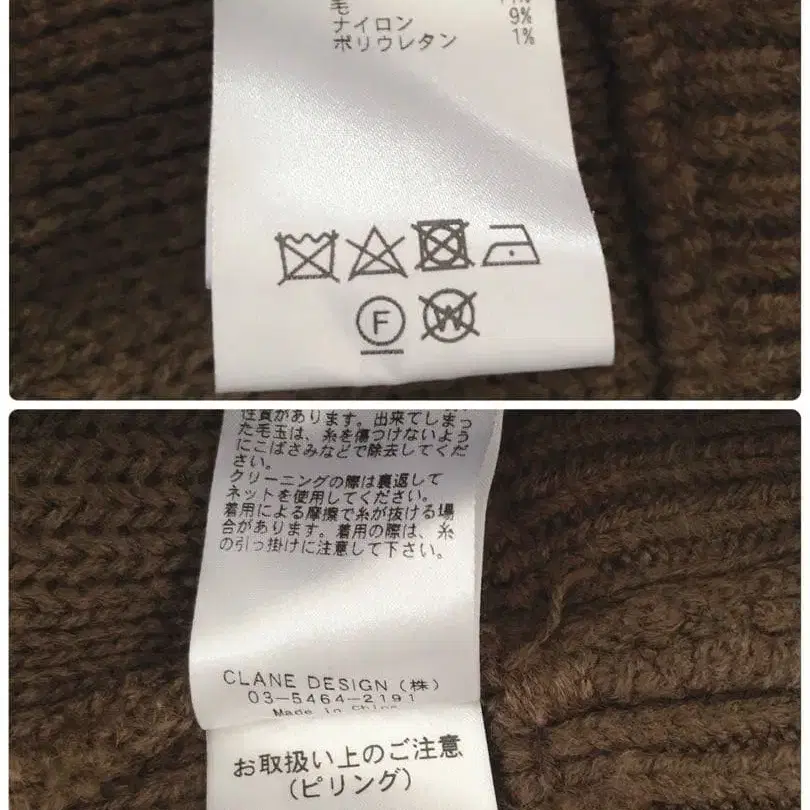 毛
ナイロン 9%
ポリウレタン 1%
F
W
性質があります。出来てしまっ
た毛玉は、糸を傷つけないよう
にこばさみなどで除去してくだ
さい。
クリーニングの際は裏返して
ネットを使用してください。
着用による摩擦で糸が抜ける場
合があります。着用の際は、糸
の引っ掛けに注意して下さい。
CLANE DESIGN (株)
03-5464-2191
Made in China
お取扱い上のご注意
(ピリング)